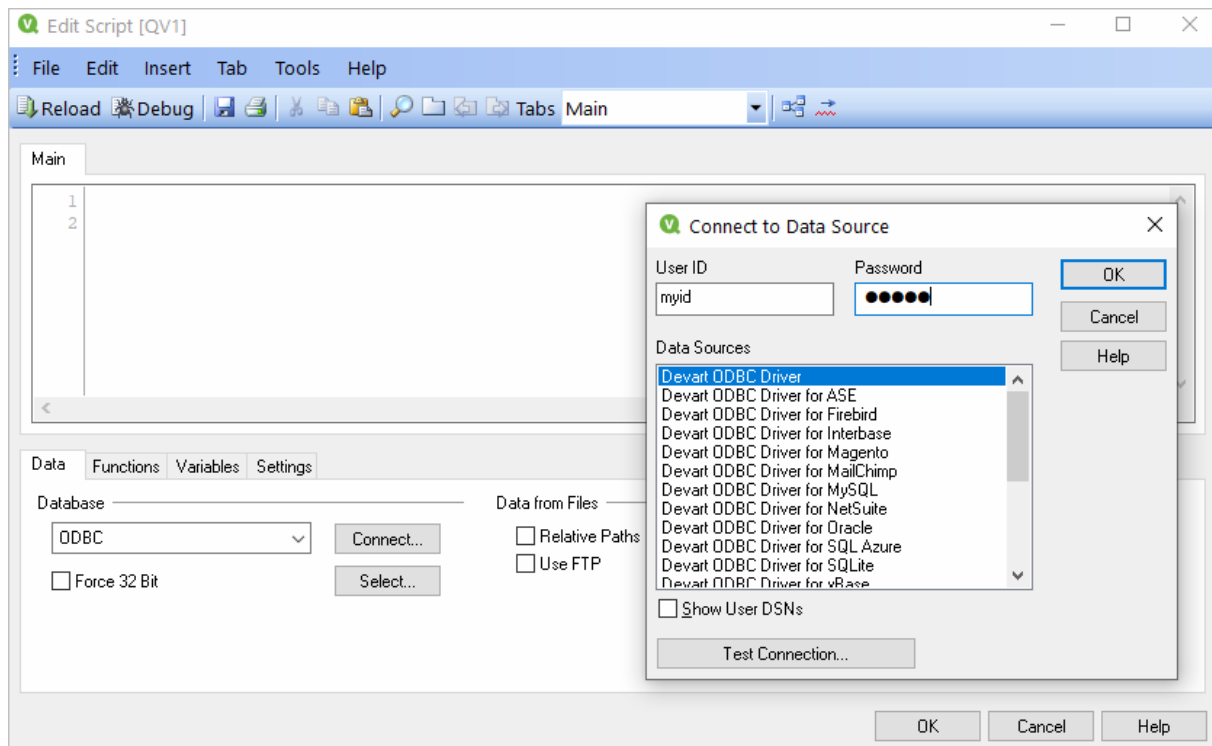 Edit Script [QV1]
File Edit Insert Tab Tools Help
Reload Debug Tabs Main
Main
1
2
Connect to Data Source
User ID Password
myid ●●●●●
OK
Cancel
Help
Data Sources
Devart ODBC Driver
Devart ODBC Driver for ASE
Devart ODBC Driver for Firebird
Devart ODBC Driver for Interbase
Devart ODBC Driver for Magento
Devart ODBC Driver for MailChimp
Devart ODBC Driver for MySQL
Devart ODBC Driver for NetSuite
Devart ODBC Driver for Oracle
Devart ODBC Driver for SQL Azure
Devart ODBC Driver for SQLite
Devart ODBC Driver for xBase
Show User DSNs
Test Connection...
Data Functions Variables Settings
Database
ODBC
Connect...
Force 32 Bit
Select...
Data from Files
Relative Paths
Use FTP
OK Cancel Help